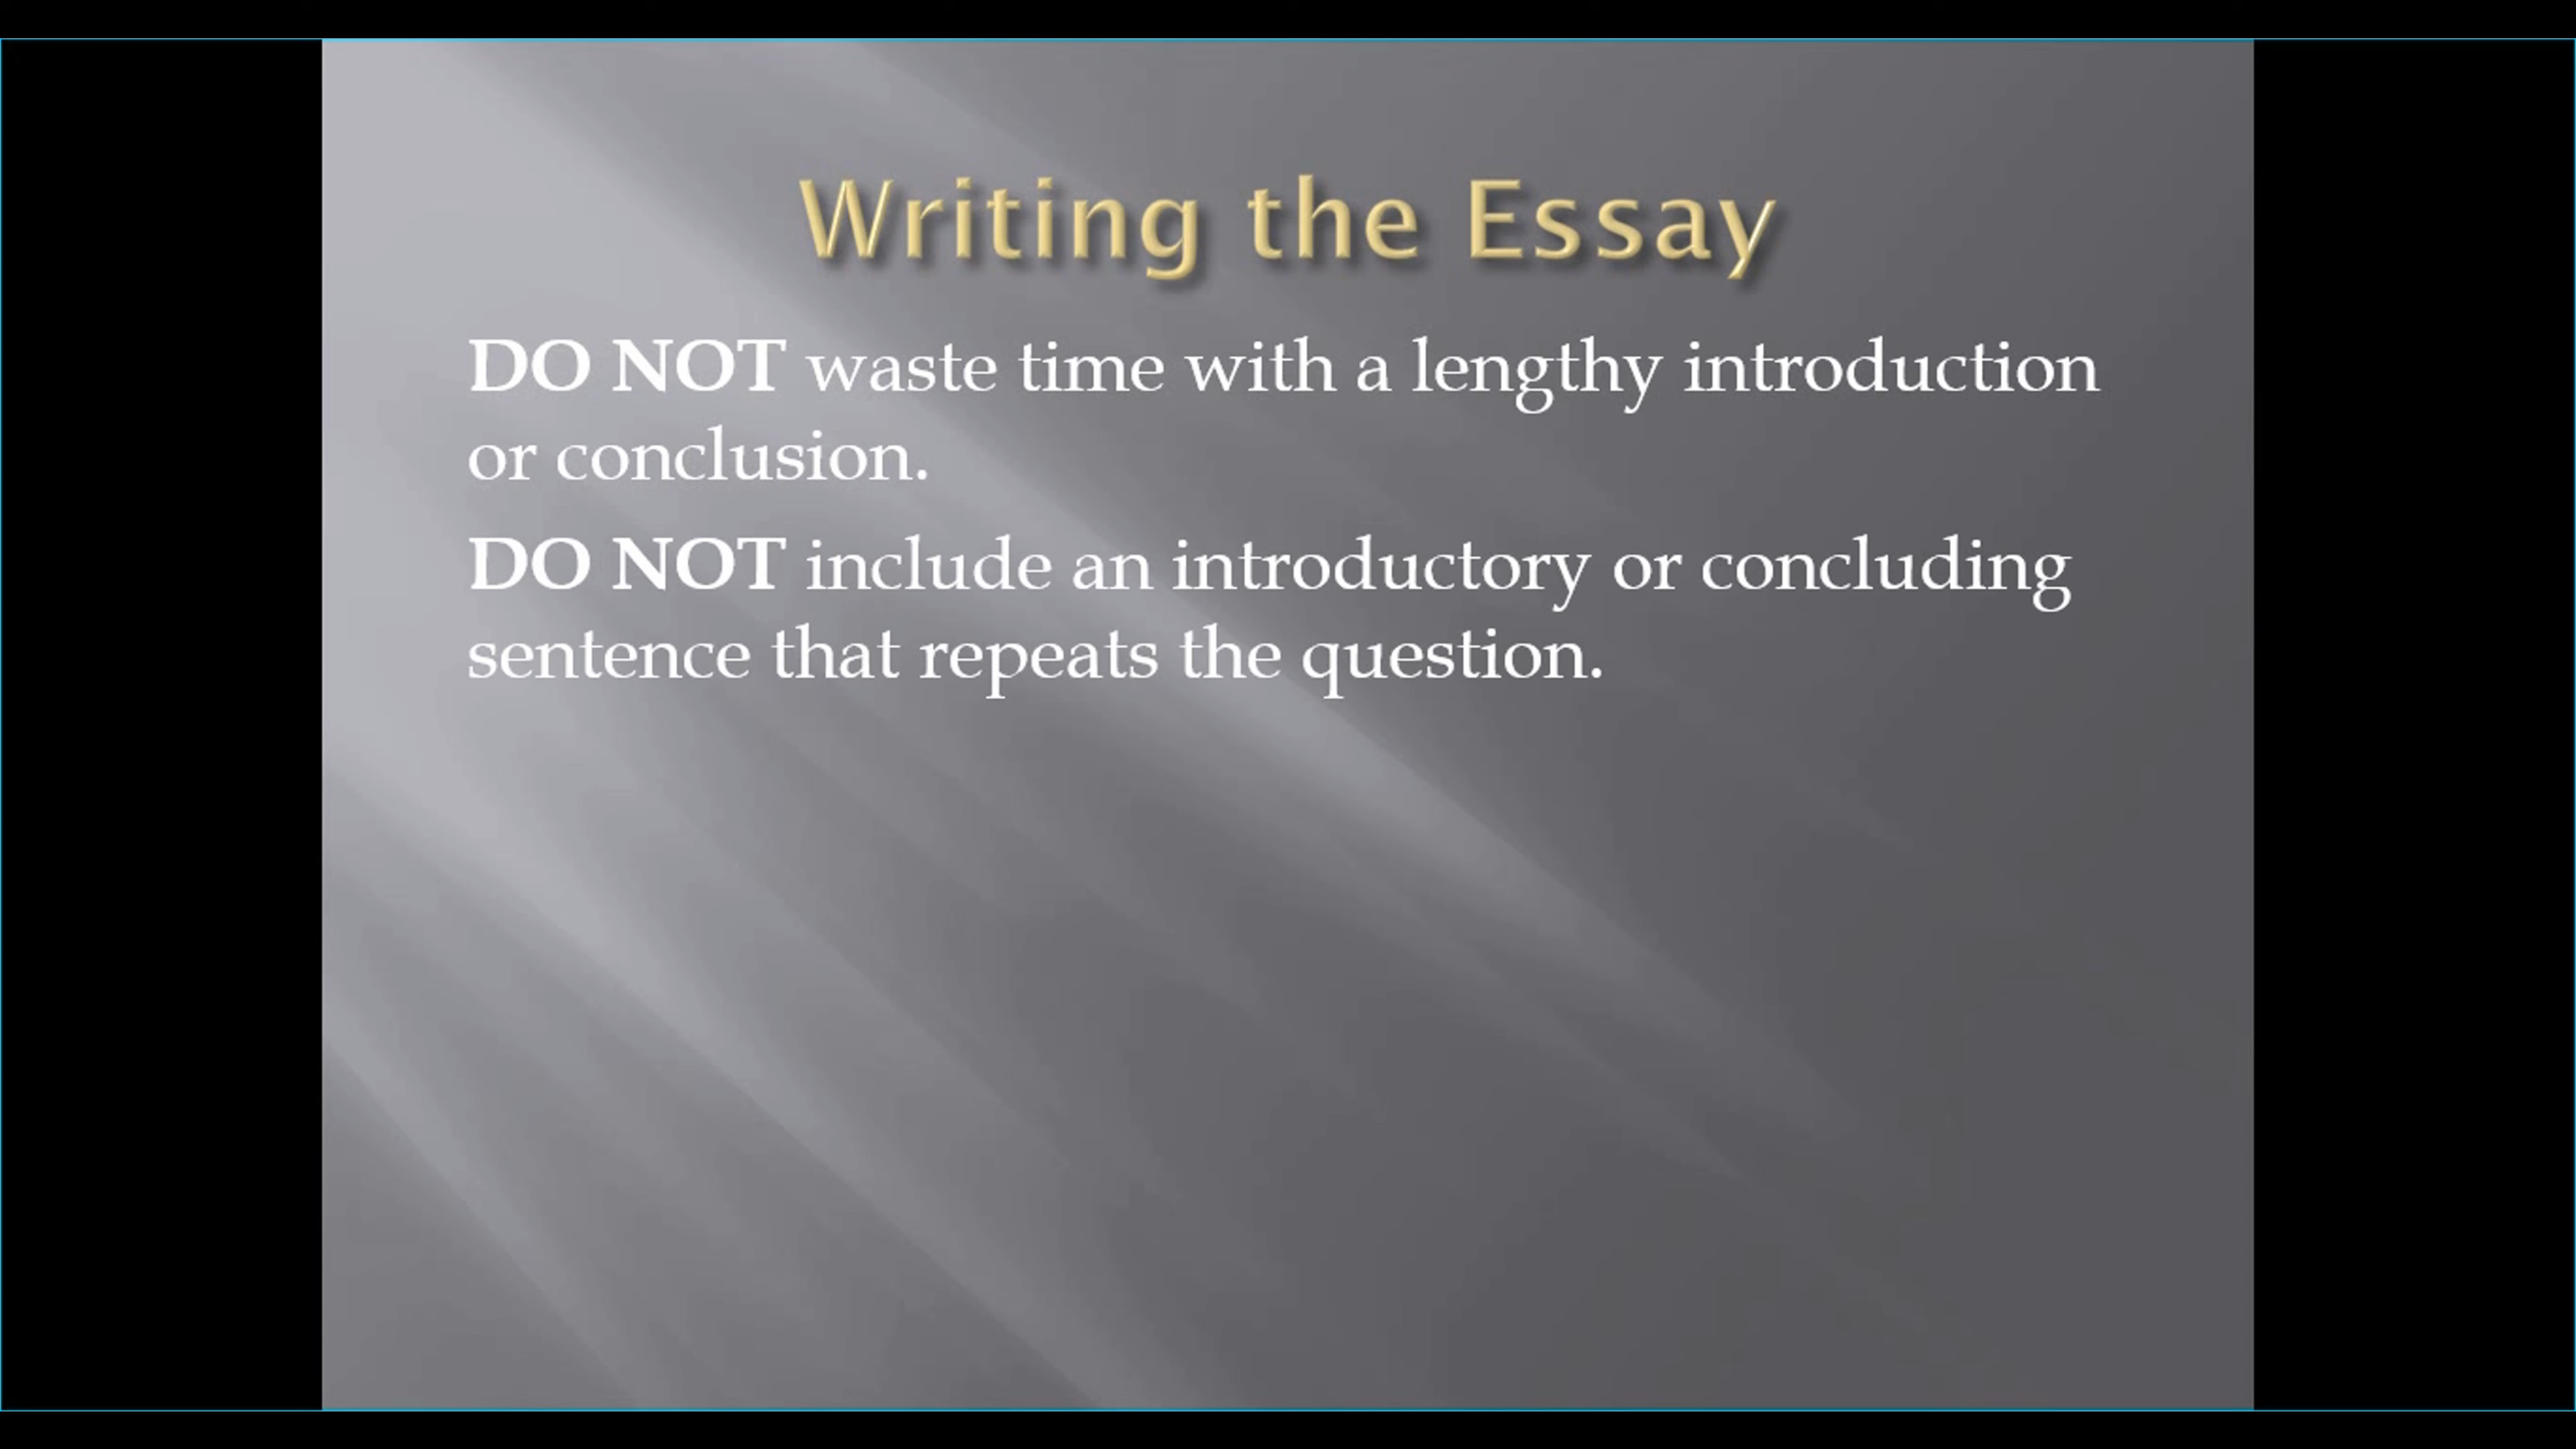 Writing the Essay
DO NOT waste time with a lengthy introduction
or conclusion.
DO NOT include an introductory or concluding
sentence that repeats the question.